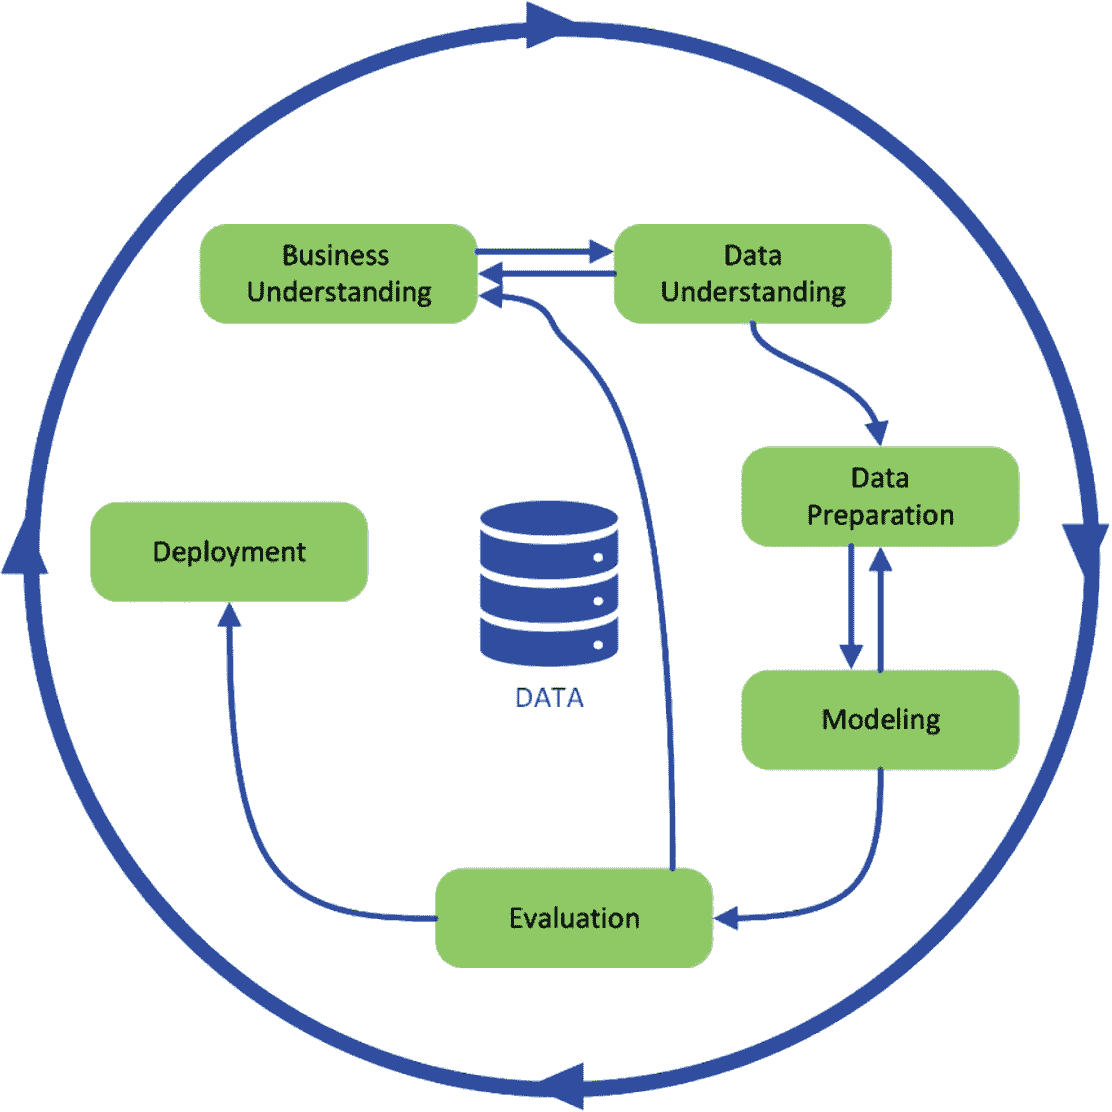 Business
Understanding
Data
Understanding
Data
Preparation
Deployment
DATA
Modeling
Evaluation